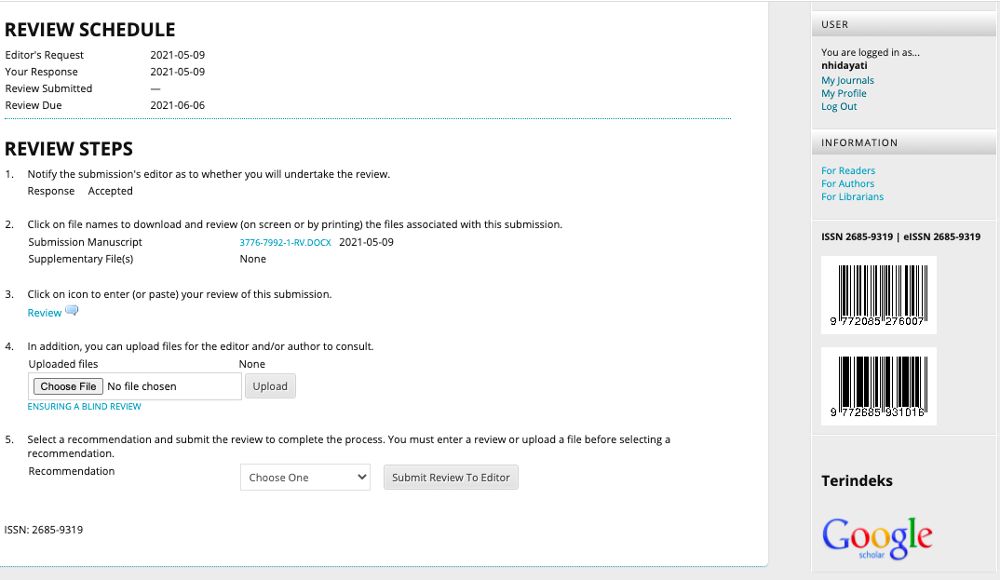 REVIEW SCHEDULE
Editor's Request 2021-05-09
Your Response 2021-05-09
Review Submitted —
Review Due 2021-06-06
REVIEW STEPS
1. Notify the submission's editor as to whether you will undertake the review.
Response Accepted
2. Click on file names to download and review (on screen or by printing) the files associated with this submission.
Submission Manuscript 3776-7992-1-RV.DOCX 2021-05-09
Supplementary File(s) None
3. Click on icon to enter (or paste) your review of this submission.
Review
4. In addition, you can upload files for the editor and/or author to consult.
Uploaded files None
Choose File No file chosen Upload
ENSURING A BLIND REVIEW
5. Select a recommendation and submit the review to complete the process. You must enter a review or upload a file before selecting a
recommendation.
Recommendation Choose One Submit Review To Editor
ISSN: 2685-9319
USER
You are logged in as...
nhidayati
My Journals
My Profile
Log Out
INFORMATION
For Readers
For Authors
For Librarians
ISSN 2685-9319 | eISSN 2685-9319
9 772085 276007
9 772685 931016
Terindeks
Google
scholar